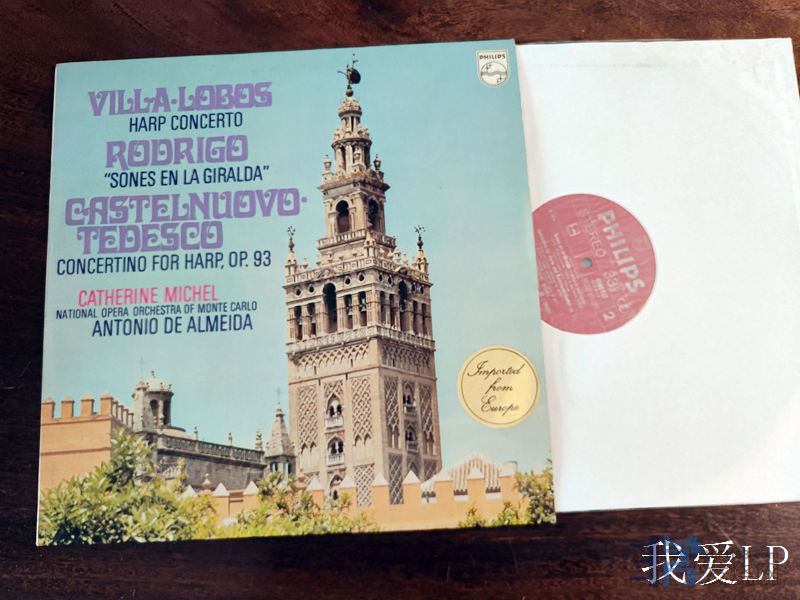 VILLA-LOBOS
HARP CONCERTO
RODRIGO
"SONES EN LA GIRALDA"
CASTELNUOVO-
TEDESCO
CONCERTINO FOR HARP, OP. 93
CATHERINE MICHEL
NATIONAL OPERA ORCHESTRA OF MONTE CARLO
ANTONIO DE ALMEIDA
PHILIPS
Imported
from
Europe
PHILIPS
STEREO
33⅓
2
我爱LP